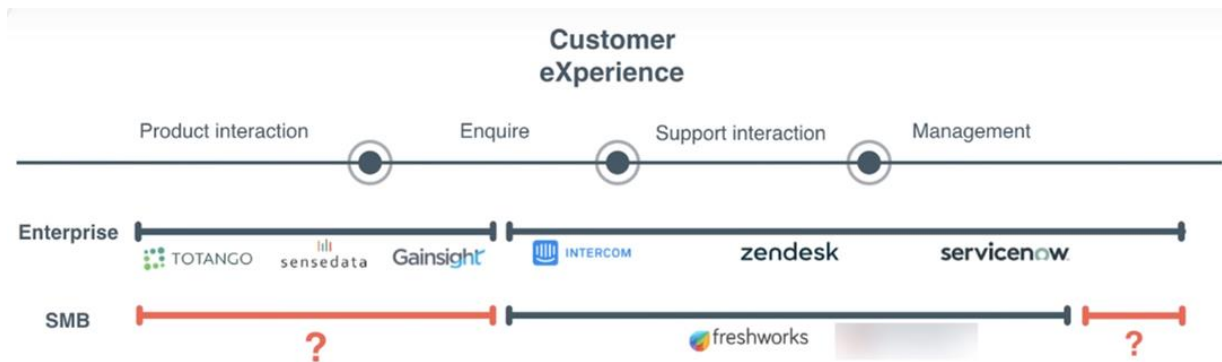 Customer
eXperience
Product interaction Enquire Support interaction Management
Enterprise
TOTANGO sensedata Gainsight INTERCOM zendesk servicenow
SMB
? freshworks ?